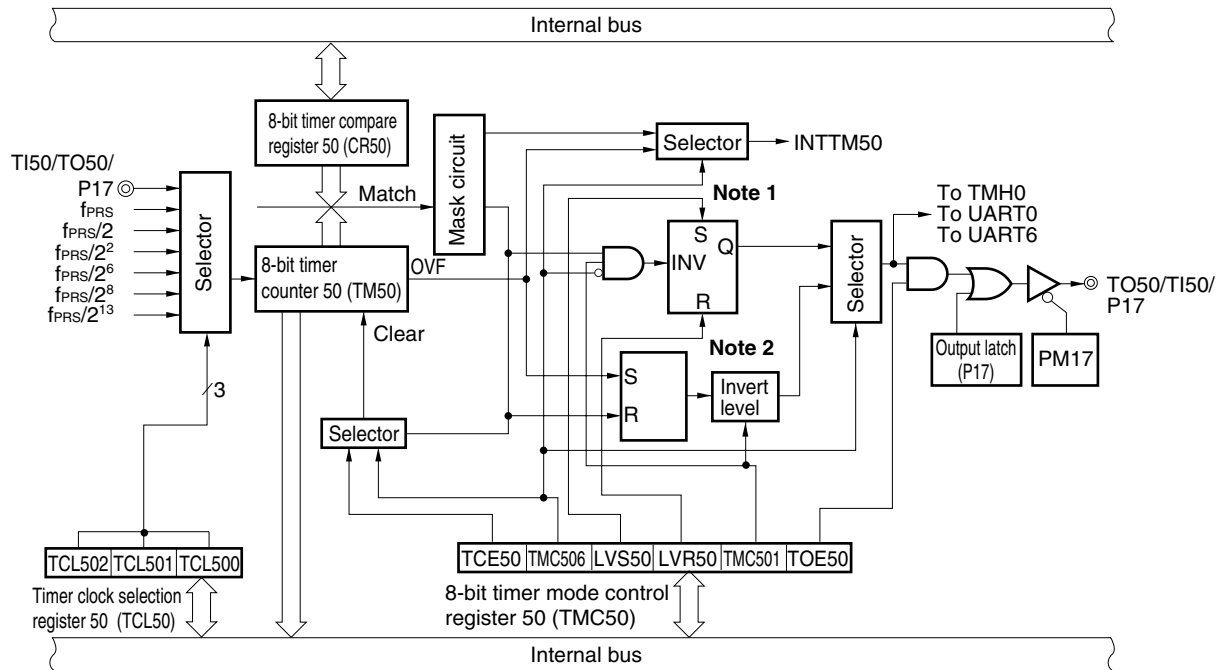 Internal bus
8-bit timer compare
register 50 (CR50)
Mask circuit
Selector
INTTM50
TI50/TO50/
P17
fPRS
fPRS/2
fPRS/2²
fPRS/2⁶
fPRS/2⁸
fPRS/2¹³
Selector
Match
Note 1
8-bit timer
counter 50 (TM50)
OVF
Clear
S
INV
Q
R
Selector
To TMH0
To UART0
To UART6
TO50/TI50/
P17
Output latch
(P17)
PM17
Note 2
S
R
Invert
level
3
Selector
TCL502 TCL501 TCL500
Timer clock selection
register 50 (TCL50)
TCE50 TMC506 LVS50 LVR50 TMC501 TOE50
8-bit timer mode control
register 50 (TMC50)
Internal bus